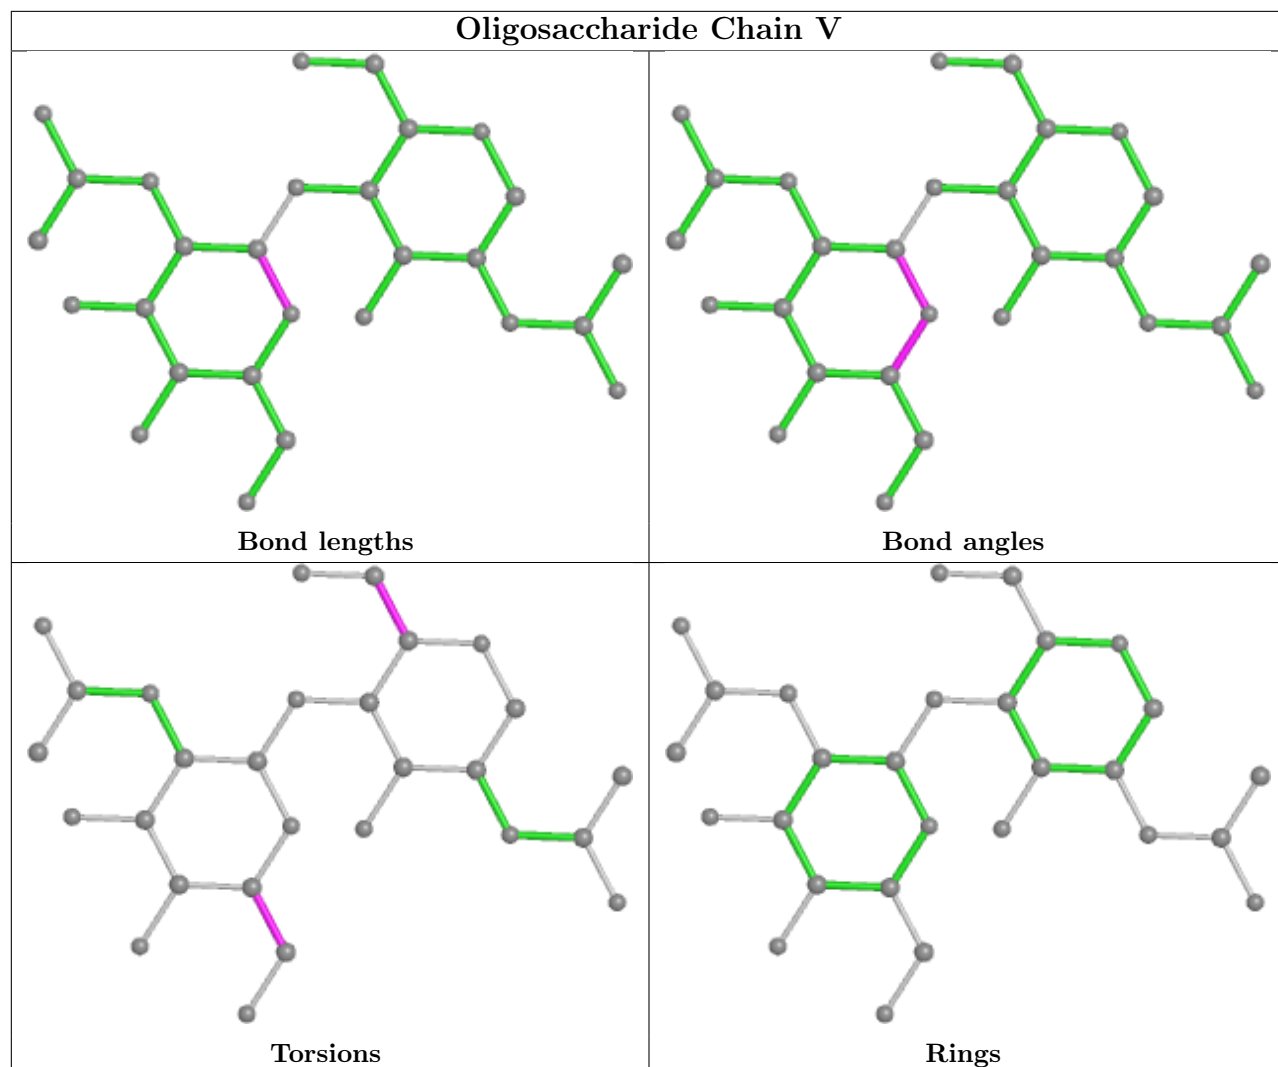 Oligosaccharide Chain V
Bond lengths
Bond angles
Torsions
Rings